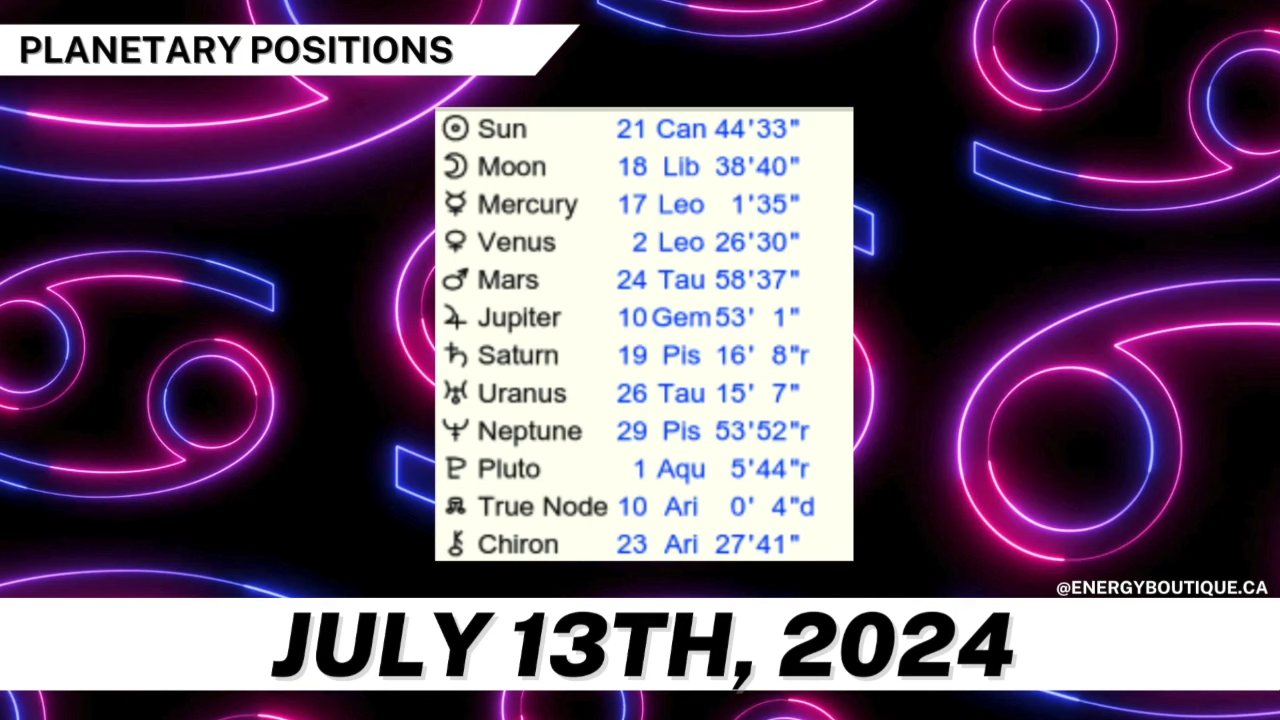 PLANETARY POSITIONS
Sun 21 Can 44'33"
Moon 18 Lib 38'40"
Mercury 17 Leo 1'35"
Venus 2 Leo 26'30"
Mars 24 Tau 58'37"
Jupiter 10 Gem 53' 1"
Saturn 19 Pis 16' 8"r
Uranus 26 Tau 15' 7"
Neptune 29 Pis 53'52"r
Pluto 1 Aqu 5'44"r
True Node 10 Ari 0' 4"d
Chiron 23 Ari 27'41"
@ENERGYBOUTIQUE.CA
JULY 13TH, 2024